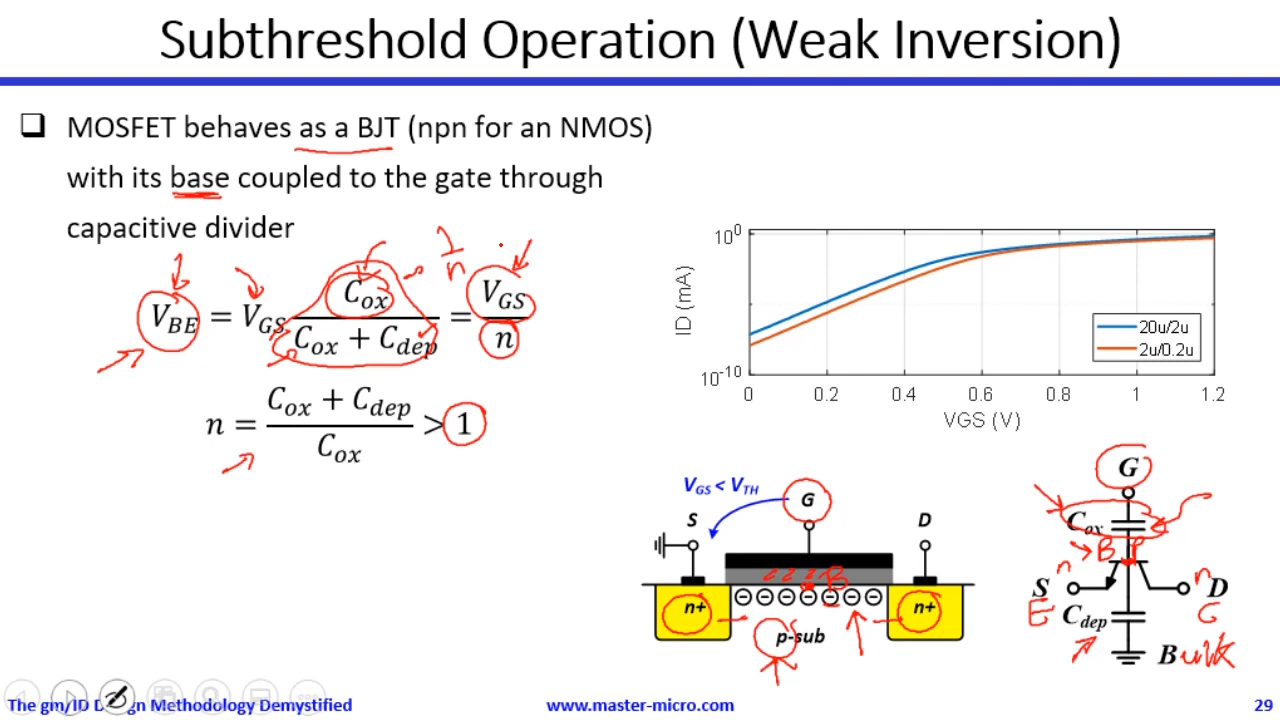 Subthreshold Operation (Weak Inversion)
❑ MOSFET behaves as a BJT (npn for an NMOS)
with its base coupled to the gate through
capacitive divider
1/n
V_BE = V_GS C_ox / (C_ox + C_dep) = V_GS / n
n = (C_ox + C_dep) / C_ox > 1
10^0
10^-10
ID (mA)
20u/2u
2u/0.2u
0 0.2 0.4 0.6 0.8 1 1.2
VGS (V)
V_GS < V_TH
G
S
D
B
n+
n+
p-sub
G
C_ox
B P
n n
S D
E C
C_dep
Bulk
The gm/ID D gn Methodology Demystified
www.master-micro.com
29